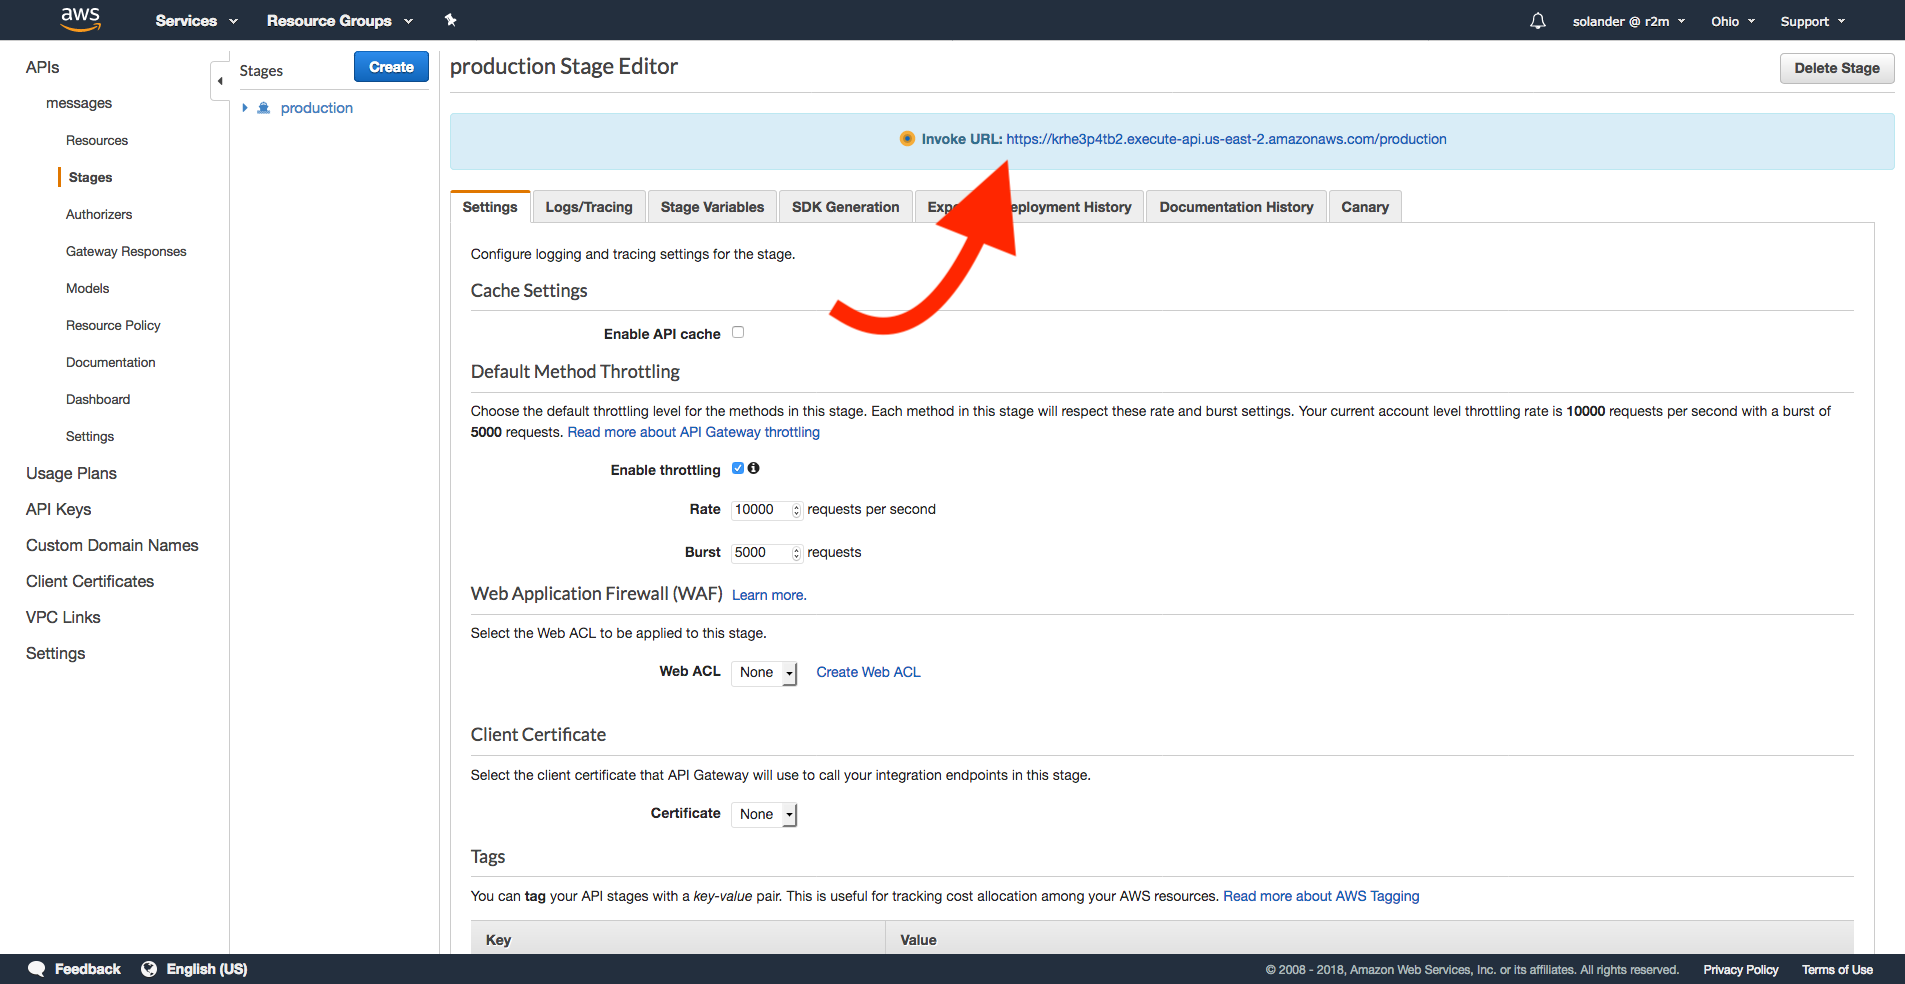 aws Services Resource Groups solander @ r2m Ohio Support
APIs
messages
Resources
Stages
Authorizers
Gateway Responses
Models
Resource Policy
Documentation
Dashboard
Settings
Usage Plans
API Keys
Custom Domain Names
Client Certificates
VPC Links
Settings
Stages Create
production
production Stage Editor Delete Stage
Invoke URL: https://krhe3p4tb2.execute-api.us-east-2.amazonaws.com/production
Settings Logs/Tracing Stage Variables SDK Generation History Documentation History Canary
Configure logging and tracing settings for the stage.
Cache Settings
Enable API cache
Default Method Throttling
Choose the default throttling level for the methods in this stage. Each method in this stage will respect these rate and burst settings. Your current account level throttling rate is 10000 requests per second with a burst of
5000 requests. Read more about API Gateway throttling
Enable throttling
Rate 10000 requests per second
Burst 5000 requests
Web Application Firewall (WAF) Learn more.
Select the Web ACL to be applied to this stage.
Web ACL None Create Web ACL
Client Certificate
Select the client certificate that API Gateway will use to call your integration endpoints in this stage.
Certificate None
Tags
You can tag your API stages with a key-value pair. This is useful for tracking cost allocation among your AWS resources. Read more about AWS Tagging
Key Value
Feedback English (US) © 2008 - 2018, Amazon Web Services, Inc. or its affiliates. All rights reserved. Privacy Policy Terms of Use